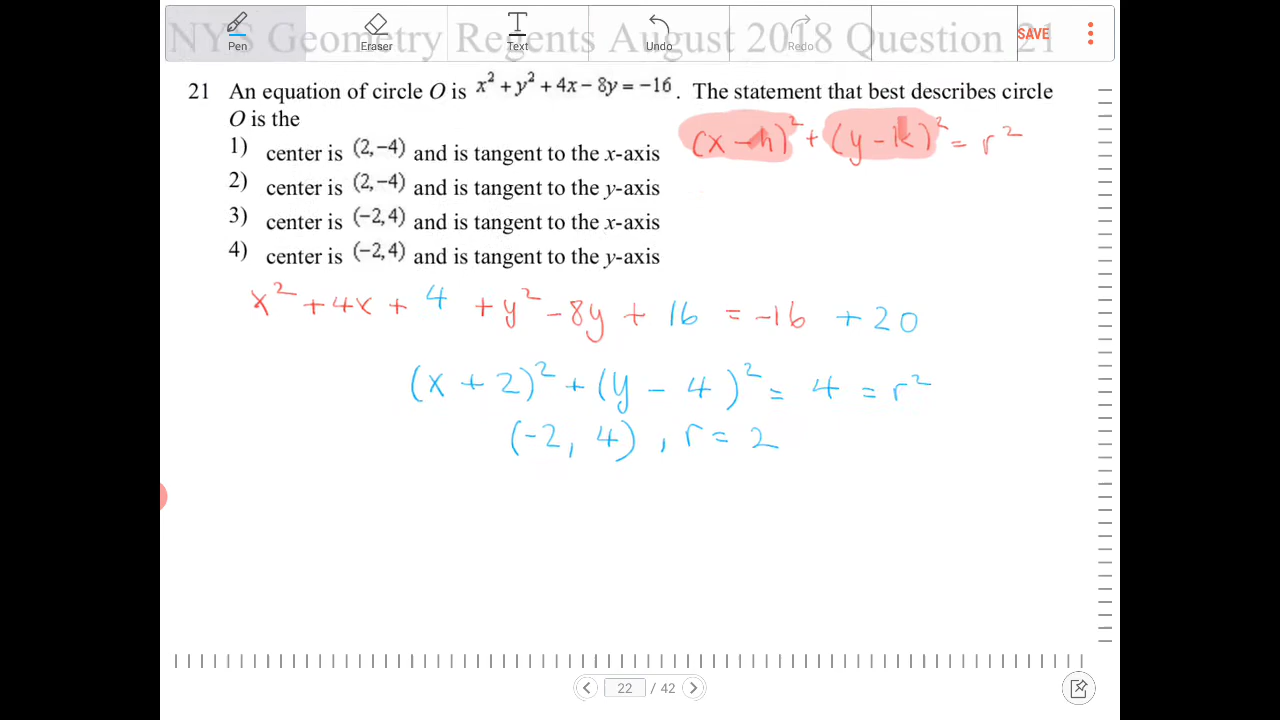 NYS Geometry Regents August 2018 Question 21
Pen Eraser Text Undo Redo SAVE
21 An equation of circle O is x² + y² + 4x − 8y = −16. The statement that best describes circle
O is the
(x − h)² + (y − k)² = r²
1) center is (2, −4) and is tangent to the x-axis
2) center is (2, −4) and is tangent to the y-axis
3) center is (−2, 4) and is tangent to the x-axis
4) center is (−2, 4) and is tangent to the y-axis
x² + 4x + 4 + y² − 8y + 16 = −16 + 20
(x + 2)² + (y − 4)² = 4 = r²
(−2, 4), r = 2
22 / 42